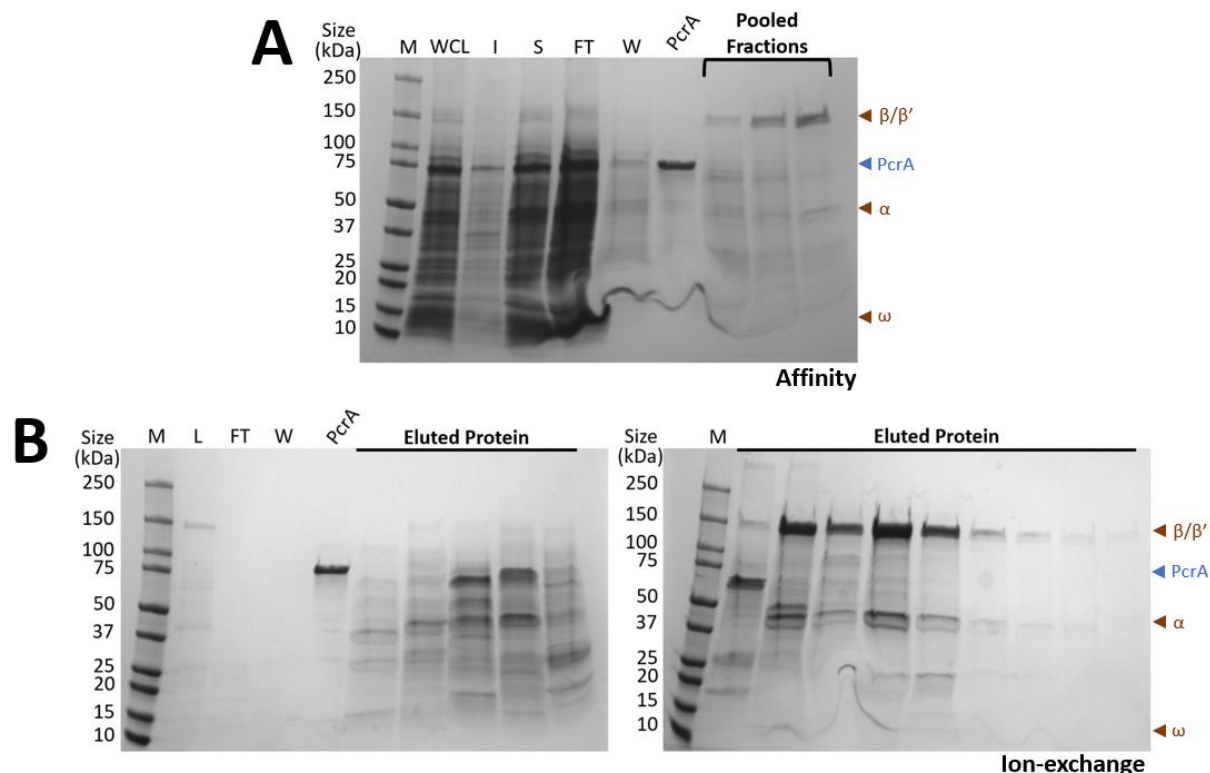 A
Size
(kDa)
M WCL I S FT W PcrA
Pooled
Fractions
250
150
100
75
50
37
25
20
15
10
β/β’
PcrA
α
ω
Affinity
B
Size
(kDa)
M L FT W PcrA Eluted Protein
250
150
100
75
50
37
25
20
15
10
Size
(kDa)
M Eluted Protein
250
150
100
75
50
37
25
20
15
10
β/β’
PcrA
α
ω
Ion-exchange